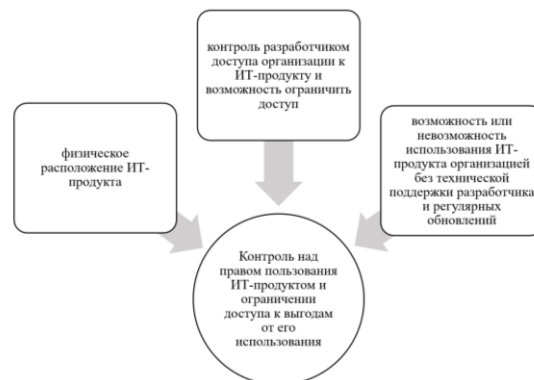 контроль разработчиком
доступа организации к
ИТ-продукту и
возможность ограничить
доступ
физическое
расположение ИТ-
продукта
возможность или
невозможность
использования ИТ-
продукта организацией
без технической
поддержки разработчика
и регулярных
обновлений
Контроль над
правом пользования
ИТ-продуктом и
ограничении
доступа к выгодам
от его
использования